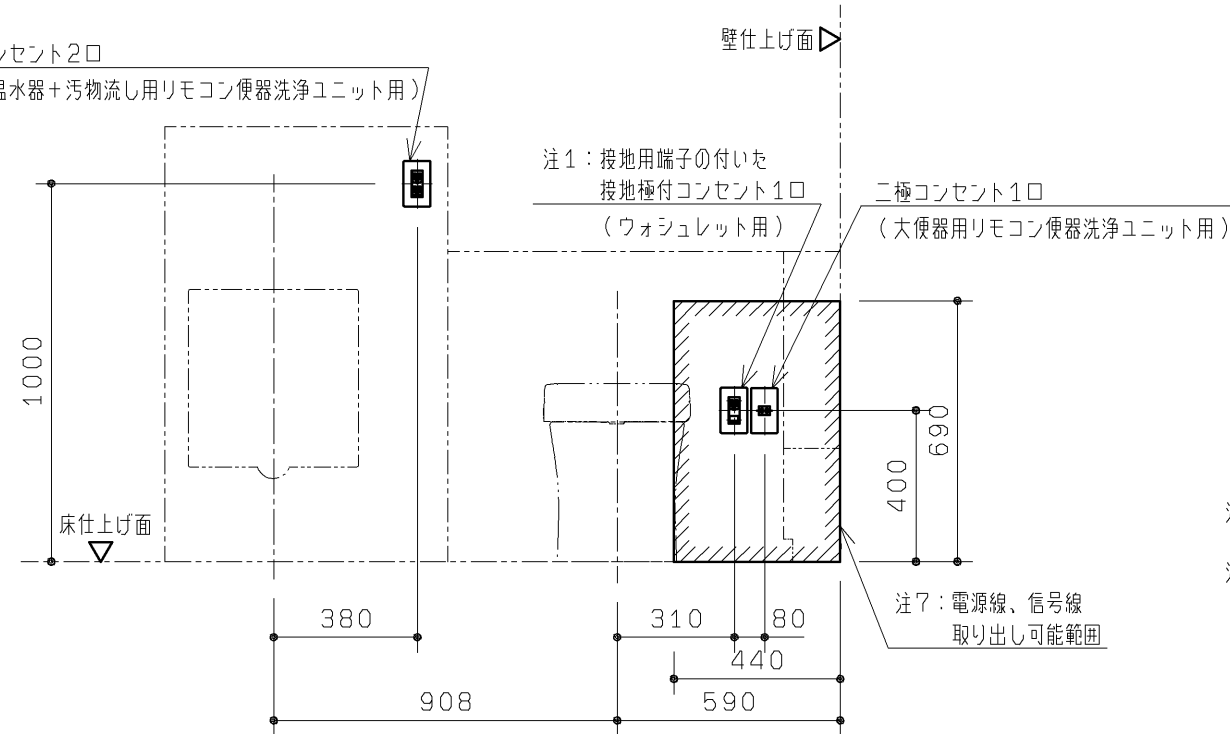 壁仕上げ面
ンセント2口
温水器+汚物流し用リモコン便器洗浄ユニット用)
注1:接地用端子の付いた
接地極付コンセント1口
(ウォシュレット用)
二極コンセント1口
(大便器用リモコン便器洗浄ユニット用)
1000
690
400
床仕上げ面
注7:電源線、信号線
取り出し可能範囲
380
310
80
440
908
590